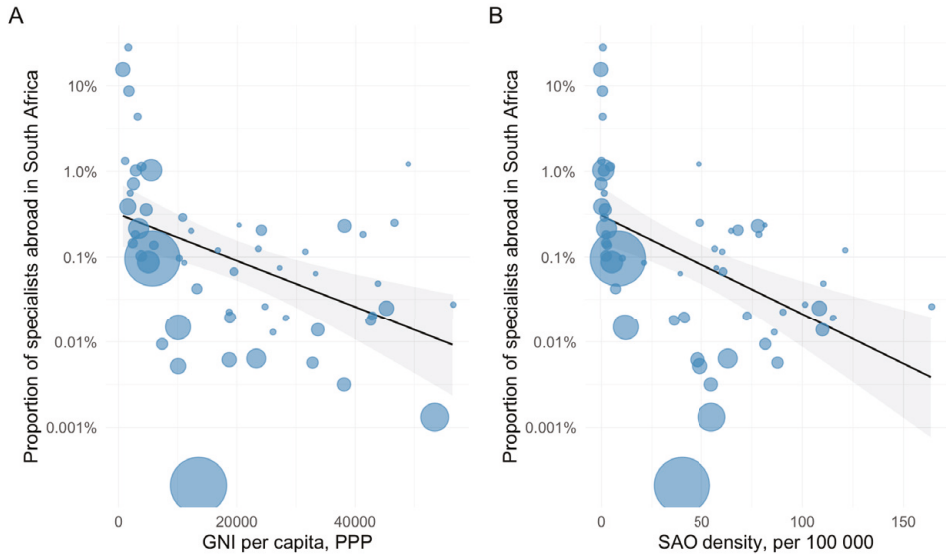 A
Proportion of specialists abroad in South Africa
10%
1.0%
0.1%
0.01%
0.001%
0
20000
40000
GNI per capita, PPP
B
Proportion of specialists abroad in South Africa
10%
1.0%
0.1%
0.01%
0.001%
0
50
100
150
SAO density, per 100 000